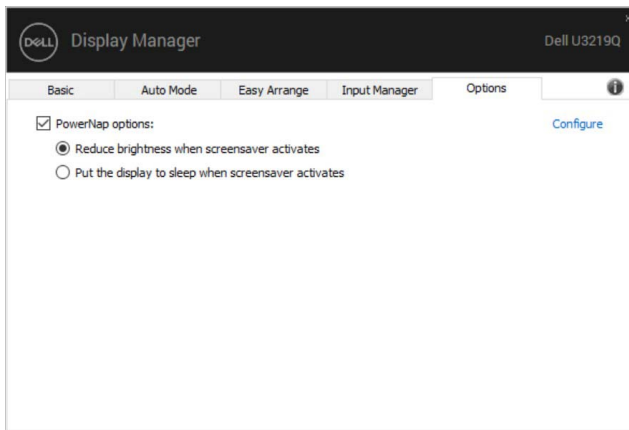 DELL Display Manager Dell U3219Q
Basic Auto Mode Easy Arrange Input Manager Options
PowerNap options: Configure
Reduce brightness when screensaver activates
Put the display to sleep when screensaver activates